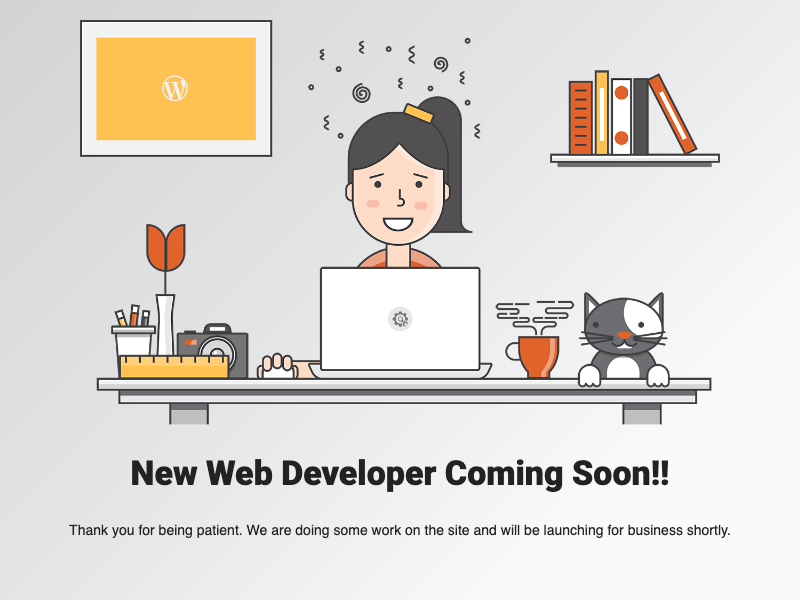 New Web Developer Coming Soon!!
Thank you for being patient. We are doing some work on the site and will be launching for business shortly.